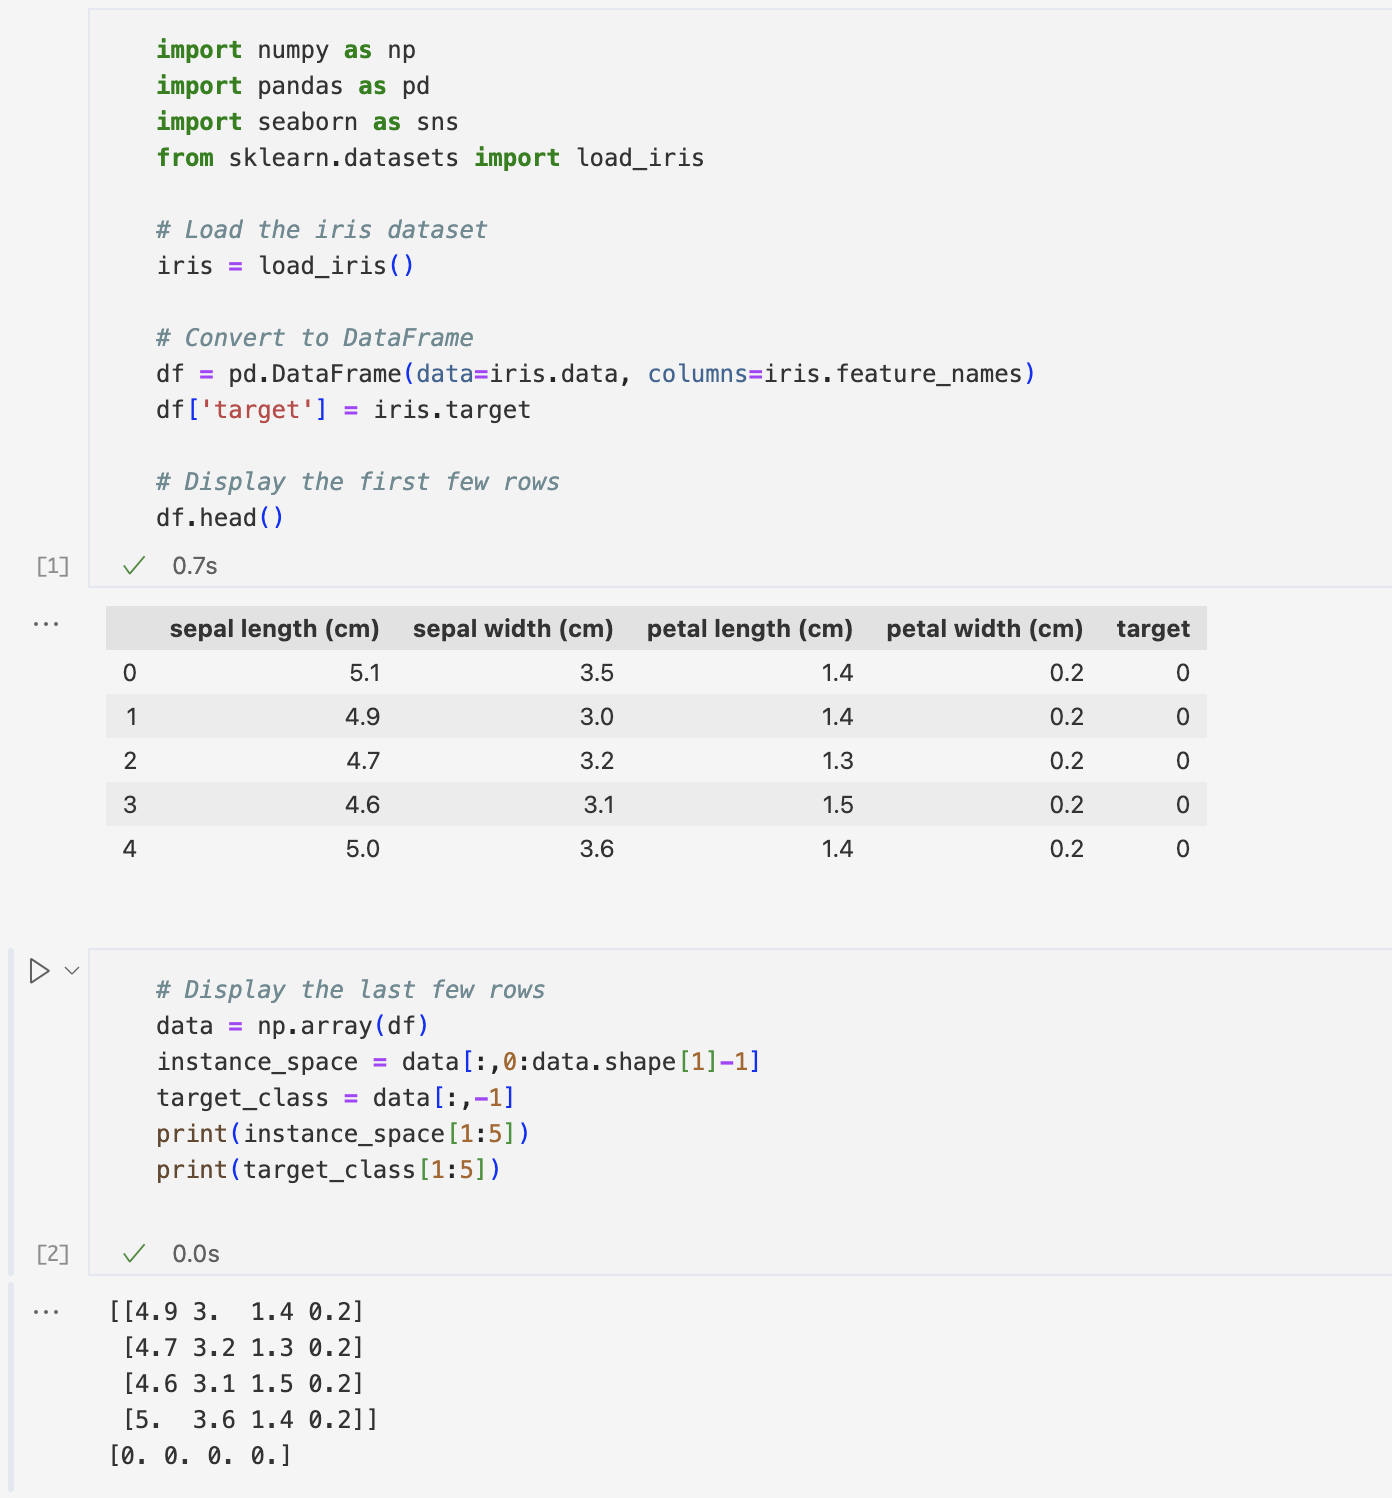 import numpy as np
import pandas as pd
import seaborn as sns
from sklearn.datasets import load_iris
# Load the iris dataset
iris = load_iris()
# Convert to DataFrame
df = pd.DataFrame(data=iris.data, columns=iris.feature_names)
df['target'] = iris.target
# Display the first few rows
df.head()
[1] 0.7s
...
sepal length (cm) sepal width (cm) petal length (cm) petal width (cm) target
0 5.1 3.5 1.4 0.2 0
1 4.9 3.0 1.4 0.2 0
2 4.7 3.2 1.3 0.2 0
3 4.6 3.1 1.5 0.2 0
4 5.0 3.6 1.4 0.2 0
# Display the last few rows
data = np.array(df)
instance_space = data[:,0:data.shape[1]-1]
target_class = data[:,-1]
print(instance_space[1:5])
print(target_class[1:5])
[2] 0.0s
...
[[4.9 3.  1.4 0.2]
 [4.7 3.2 1.3 0.2]
 [4.6 3.1 1.5 0.2]
 [5.  3.6 1.4 0.2]]
[0. 0. 0. 0.]